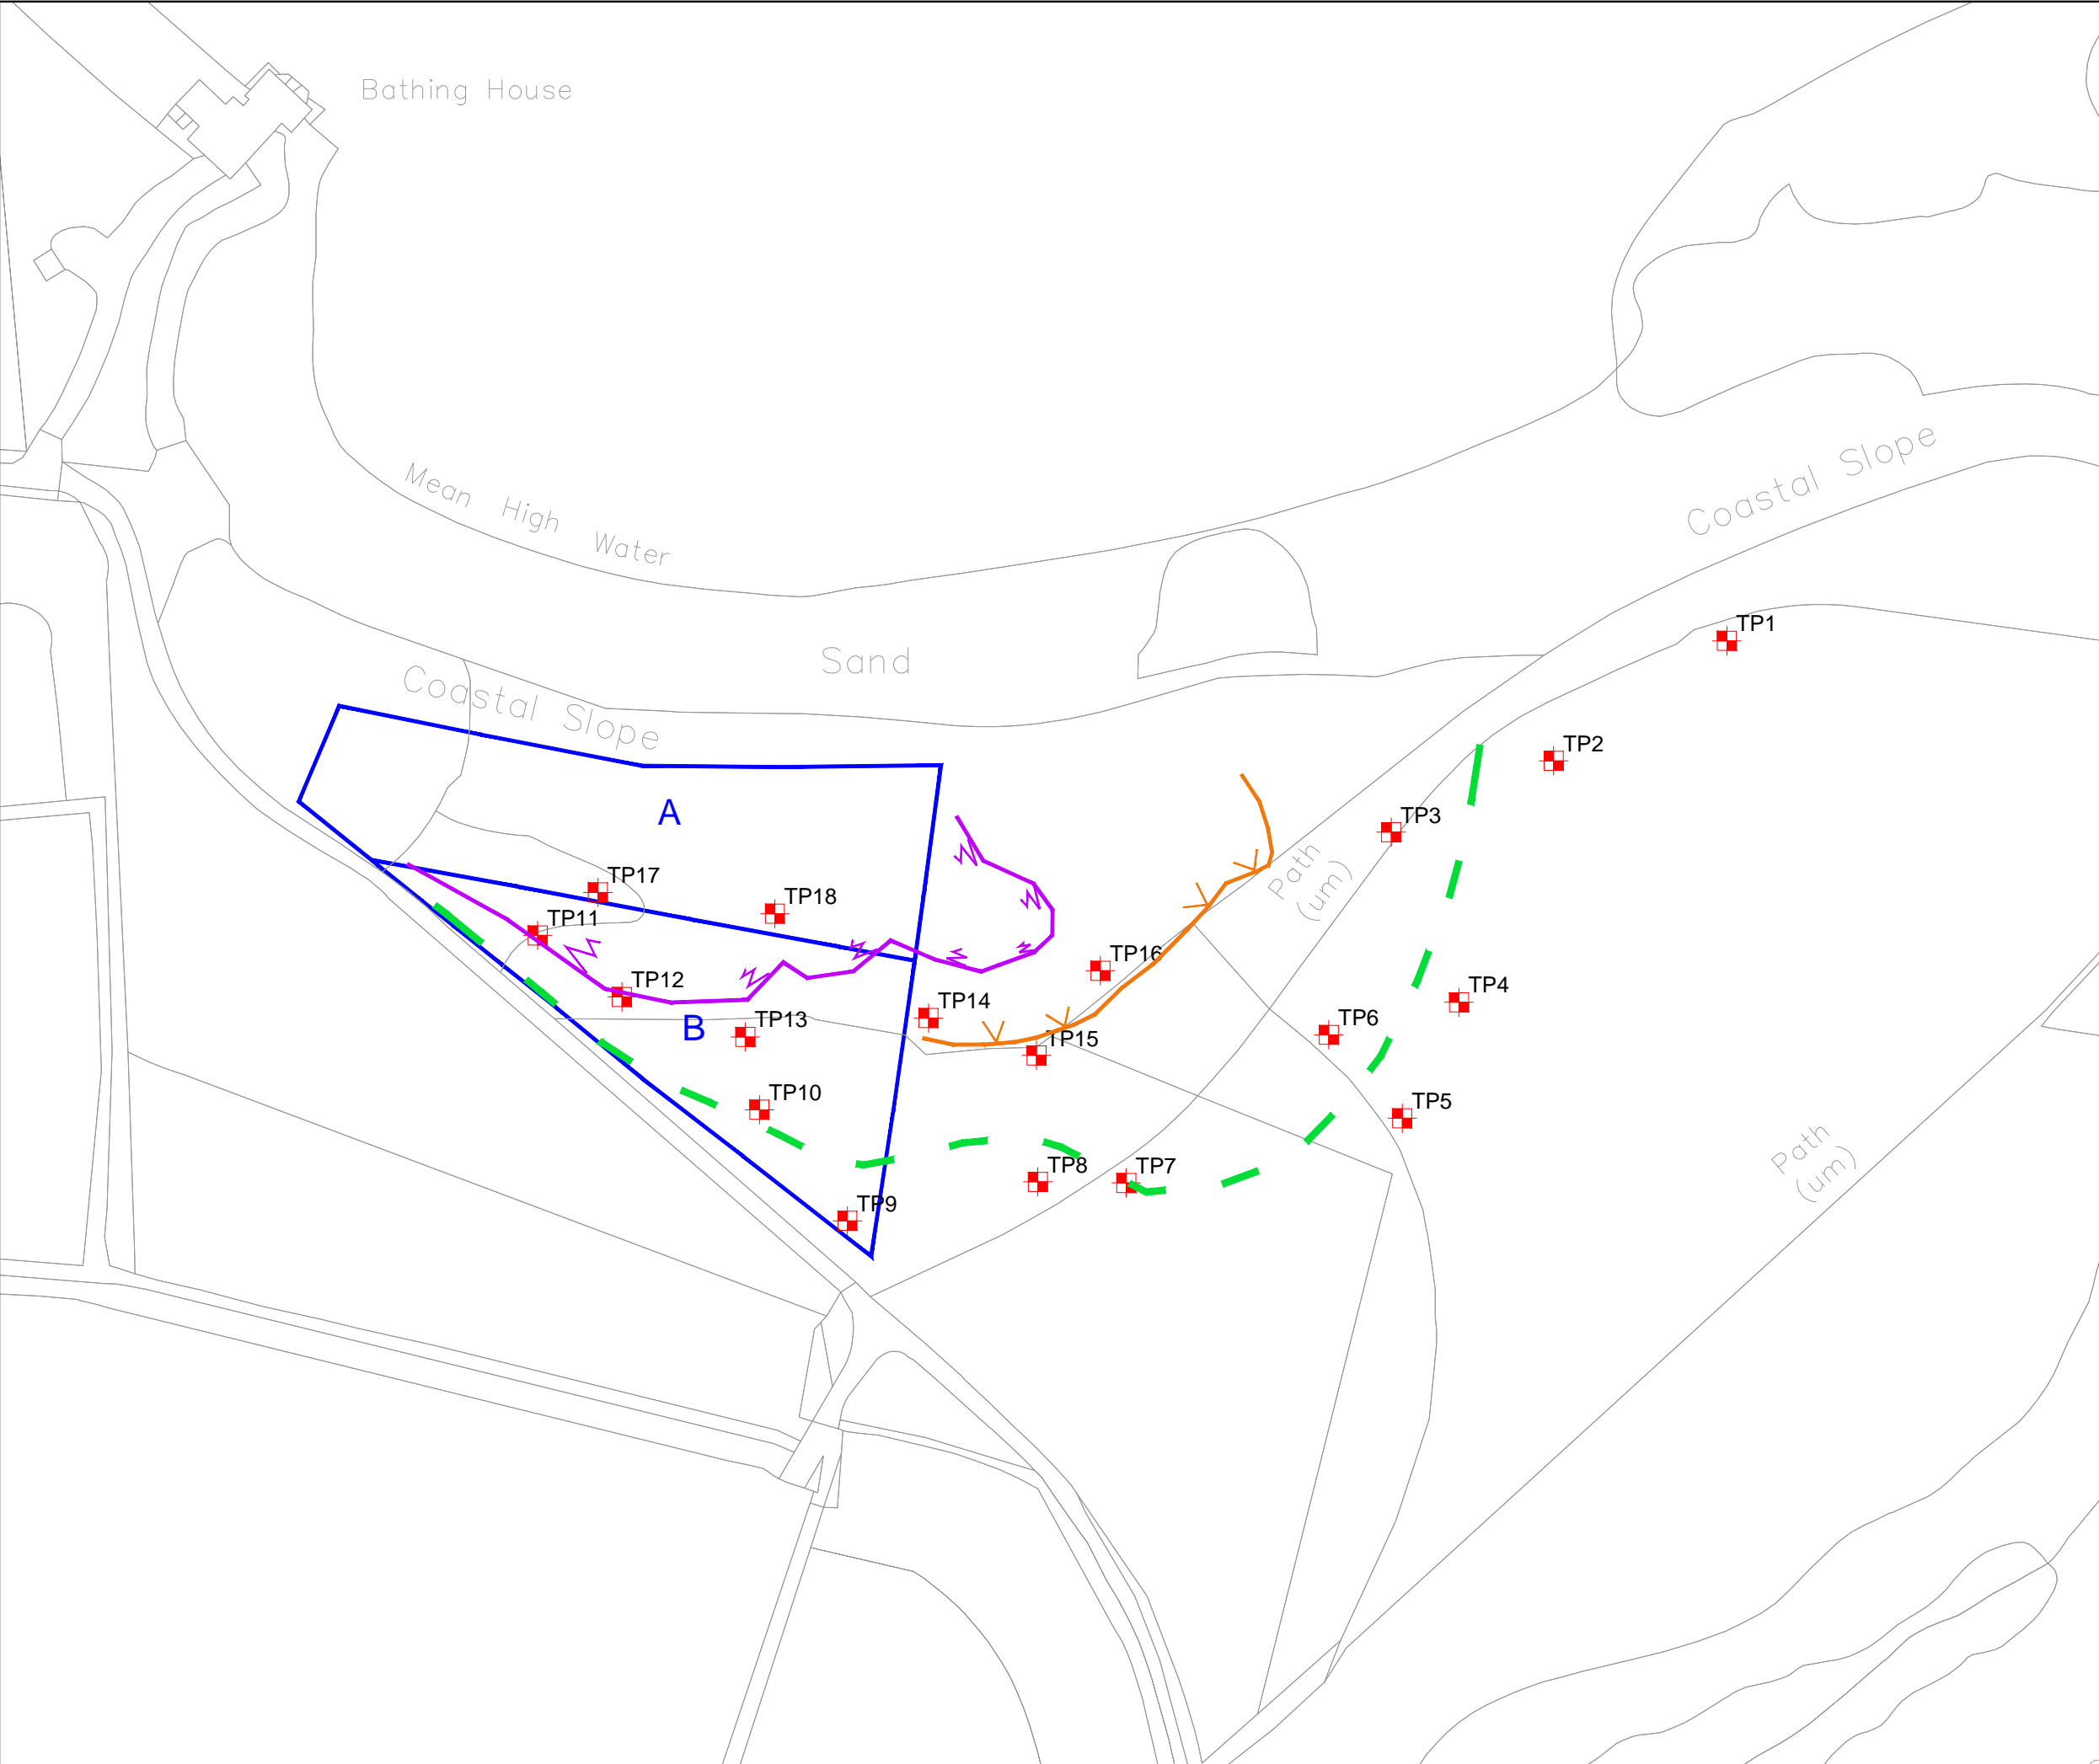 Bathing House
Mean High Water
Coastal Slope
Sand
Coastal Slope
TP1
TP2
A
TP3
Path
(um)
TP17
TP18
TP11
TP16
TP12
TP14
TP4
B
TP13
TP15
TP6
TP10
TP5
Path
(um)
TP8
TP7
TP9